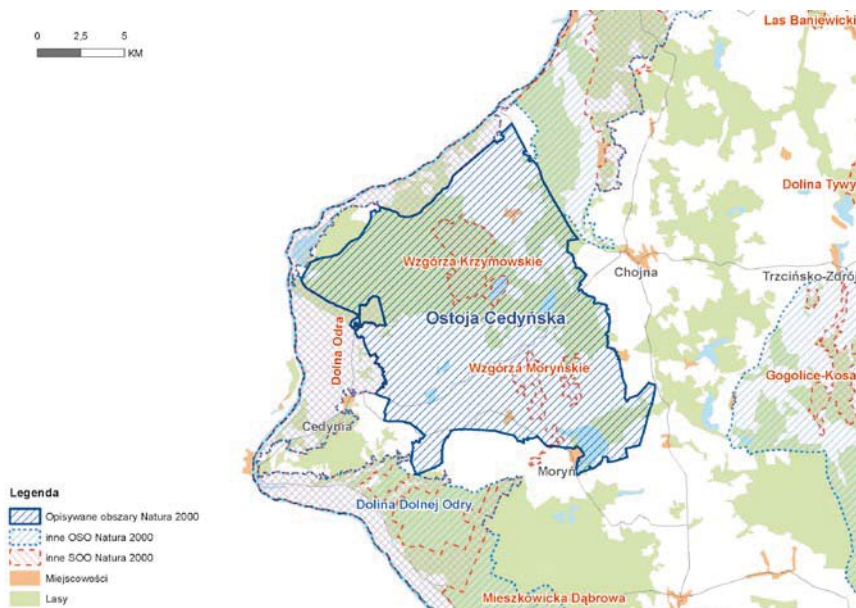 0 2,5 5
KM
Las Baniewicki
Dolina Tywy
Wzgórza Krzymowskie
Chojna
Trzcińsko-Zdrój
Ostoja Cedyńska
Dolna Odra
Wzgórza Moryńskie
Gogolice-Kosa
Cedynia
Moryń
Dolina Dolnej Odry
Mieszkowicka Dąbrowa
Legenda
Opisywane obszary Natura 2000
inne OSO Natura 2000
inne SOO Natura 2000
Miejscowości
Lasy